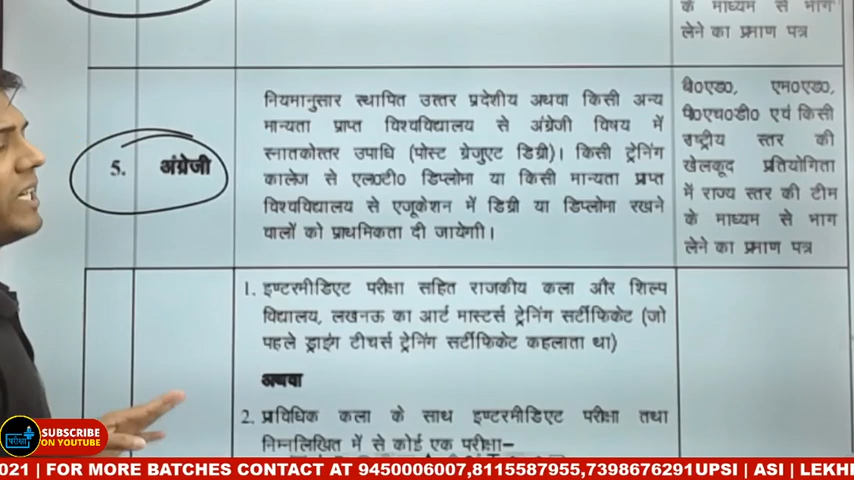 के माध्यम से भाग
लेने का प्रमाण पत्र
5. अंग्रेजी
नियमानुसार स्थापित उत्तर प्रदेशीय अथवा किसी अन्य
मान्यता प्राप्त विश्वविद्यालय से अंग्रेजी विषय में
स्नातकोत्तर उपाधि (पोस्ट ग्रेजुएट डिग्री)। किसी ट्रेनिंग
कालेज से एल0टी0 डिप्लोमा या किसी मान्यता प्राप्त
विश्वविद्यालय से एजूकेशन में डिग्री या डिप्लोमा रखने
वालों को प्राथमिकता दी जायेगी।
बी0एड0, एम0एड0,
पी0एच0डी0 एवं किसी
राष्ट्रीय स्तर की
खेलकूद प्रतियोगिता
में राज्य स्तर की टीम
के माध्यम से भाग
लेने का प्रमाण पत्र
1. इण्टरमीडिएट परीक्षा सहित राजकीय कला और शिल्प
विद्यालय, लखनऊ का आर्ट मास्टर्स ट्रेनिंग सर्टीफिकेट (जो
पहले ड्राइंग टीचर्स ट्रेनिंग सर्टीफिकेट कहलाता था)
अथवा
2. प्रविधिक कला के साथ इण्टरमीडिएट परीक्षा तथा
निम्नलिखित में से कोई एक परीक्षा–
परीक्षा
SUBSCRIBE
ON YOUTUBE
2021 | FOR MORE BATCHES CONTACT AT 9450006007,8115587955,7398676291UPSI | ASI | LEKH